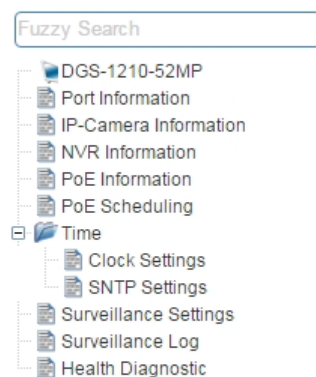 Fuzzy Search
DGS-1210-52MP
Port Information
IP-Camera Information
NVR Information
PoE Information
PoE Scheduling
Time
Clock Settings
SNTP Settings
Surveillance Settings
Surveillance Log
Health Diagnostic